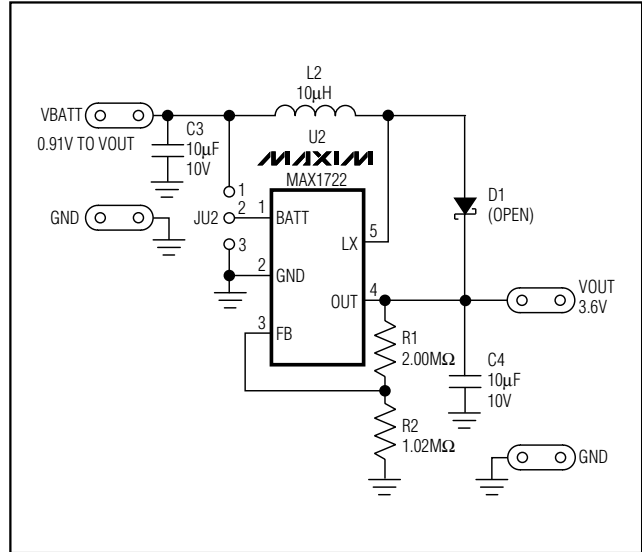 L2
10µH
VBATT
0.91V TO VOUT
C3
10µF
10V
U2
MAXIM
MAX1722
D1
(OPEN)
GND
JU2
1
2
3
1
BATT
5
LX
2
GND
4
OUT
3
FB
VOUT
3.6V
R1
2.00MΩ
C4
10µF
10V
R2
1.02MΩ
GND